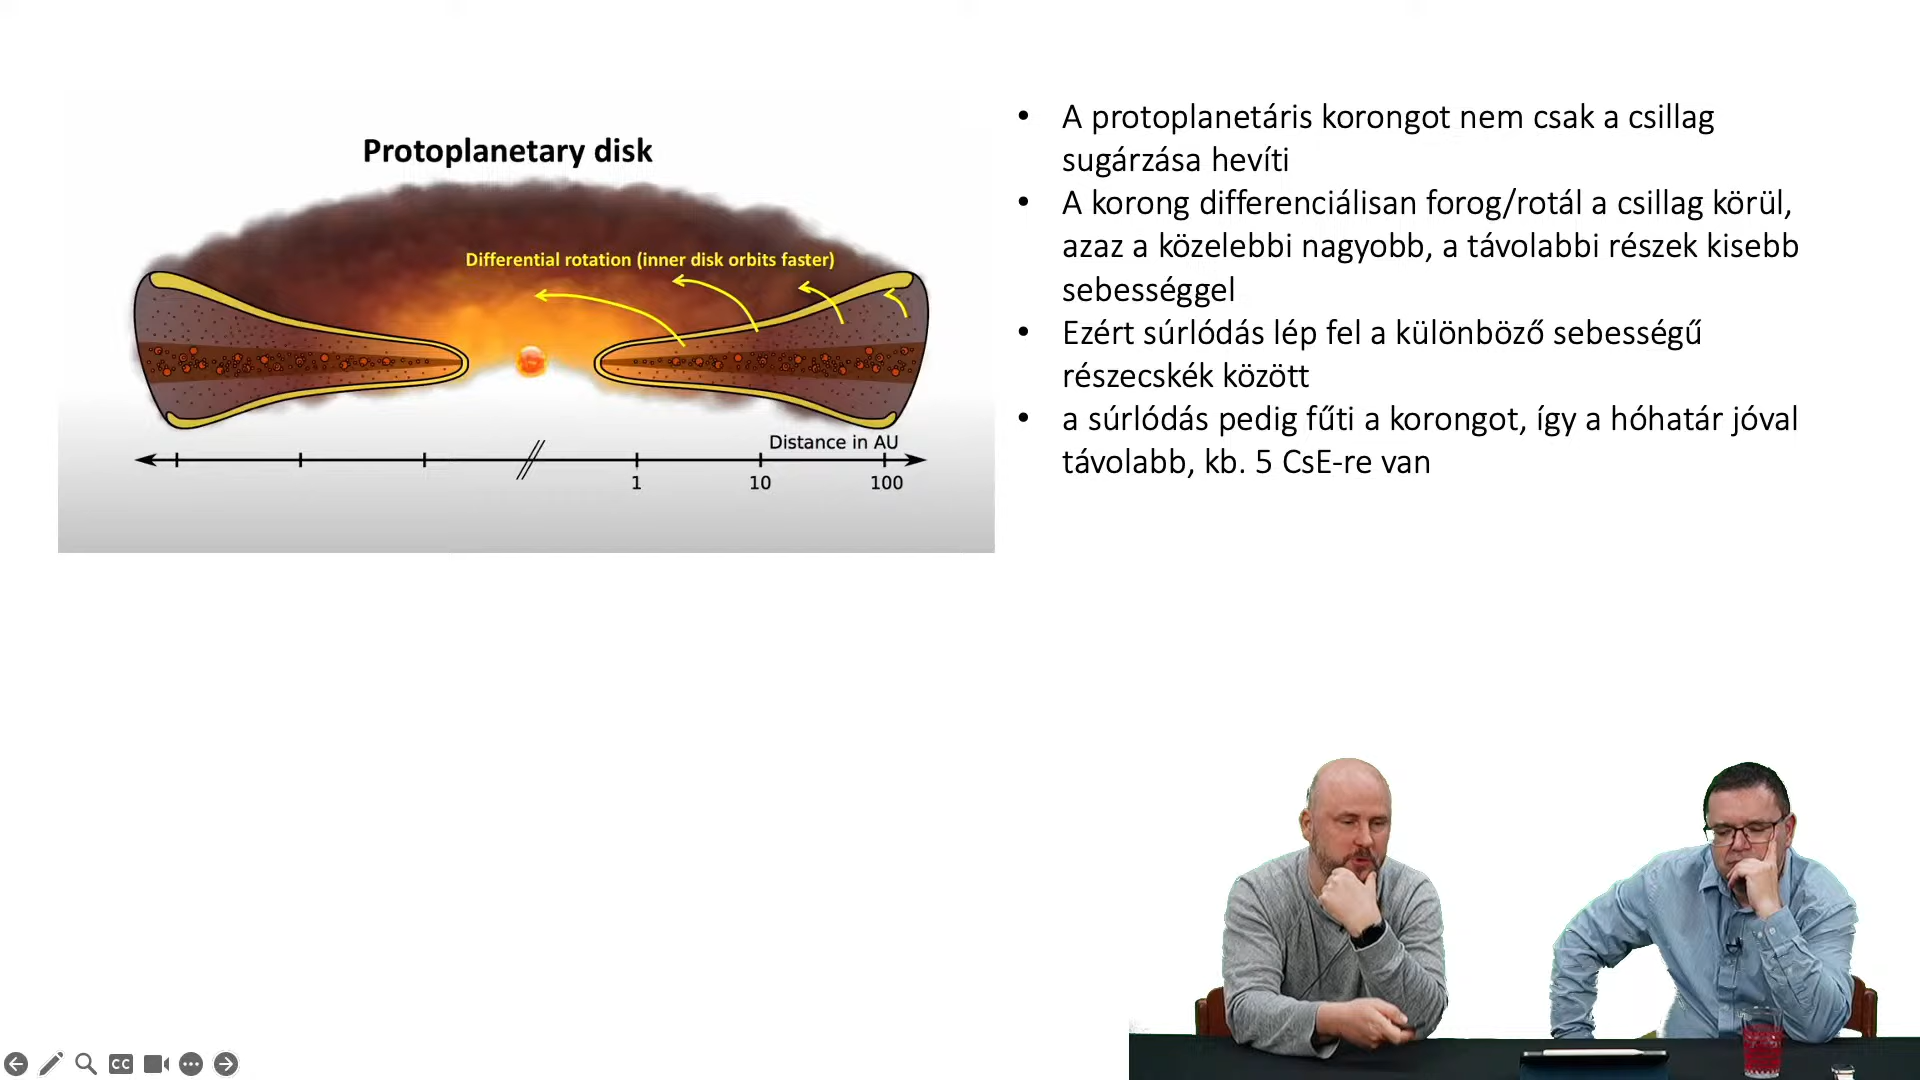 Protoplanetary disk
Differential rotation (inner disk orbits faster)
Distance in AU
1 10 100
• A protoplanetáris korongot nem csak a csillag
sugárzása hevíti
• A korong differenciálisan forog/rotál a csillag körül,
azaz a közelebbi nagyobb, a távolabbi részek kisebb
sebességgel
• Ezért súrlódás lép fel a különböző sebességű
részecskék között
• a súrlódás pedig fűti a korongot, így a hóhatár jóval
távolabb, kb. 5 CsE-re van
CC